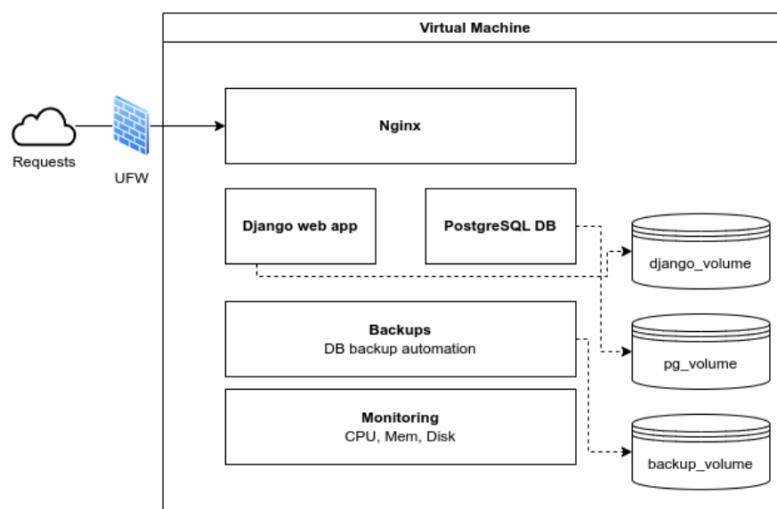 Virtual Machine
Nginx
Requests
UFW
Django web app
PostgreSQL DB
django_volume
Backups
DB backup automation
pg_volume
Monitoring
CPU, Mem, Disk
backup_volume